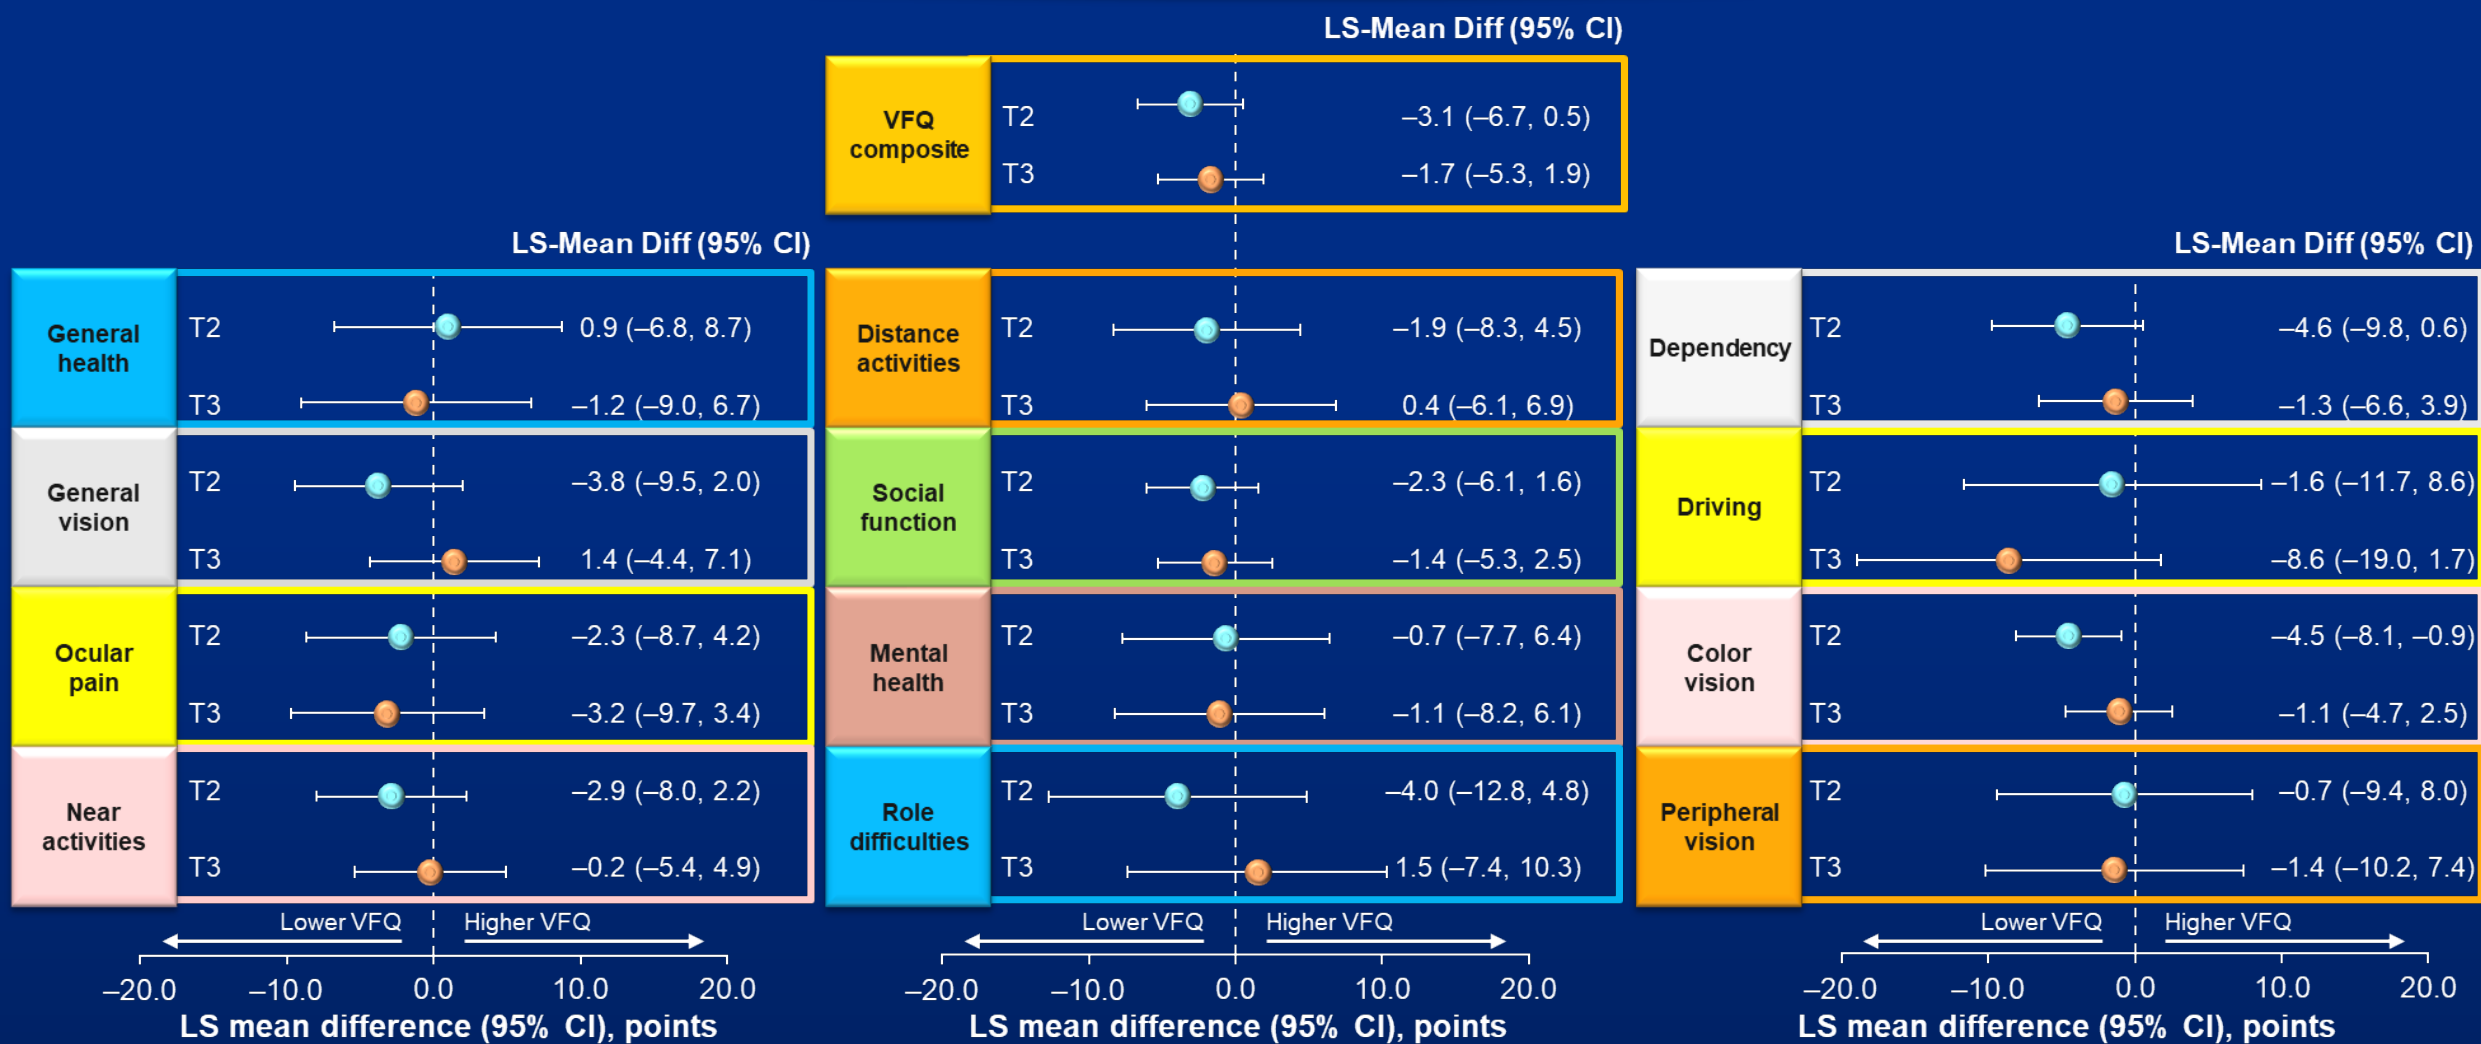 LS-Mean Diff (95% CI)
VFQ
composite
T2
–3.1 (–6.7, 0.5)
T3
–1.7 (–5.3, 1.9)
LS-Mean Diff (95% CI)
General
health
T2
0.9 (–6.8, 8.7)
T3
–1.2 (–9.0, 6.7)
General
vision
T2
–3.8 (–9.5, 2.0)
T3
1.4 (–4.4, 7.1)
Ocular
pain
T2
–2.3 (–8.7, 4.2)
T3
–3.2 (–9.7, 3.4)
Near
activities
T2
–2.9 (–8.0, 2.2)
T3
–0.2 (–5.4, 4.9)
Lower VFQ
Higher VFQ
–20.0 –10.0 0.0 10.0 20.0
LS mean difference (95% CI), points
Distance
activities
T2
–1.9 (–8.3, 4.5)
T3
0.4 (–6.1, 6.9)
Social
function
T2
–2.3 (–6.1, 1.6)
T3
–1.4 (–5.3, 2.5)
Mental
health
T2
–0.7 (–7.7, 6.4)
T3
–1.1 (–8.2, 6.1)
Role
difficulties
T2
–4.0 (–12.8, 4.8)
T3
1.5 (–7.4, 10.3)
Lower VFQ
Higher VFQ
–20.0 –10.0 0.0 10.0 20.0
LS mean difference (95% CI), points
LS-Mean Diff (95% CI)
Dependency
T2
–4.6 (–9.8, 0.6)
T3
–1.3 (–6.6, 3.9)
Driving
T2
–1.6 (–11.7, 8.6)
T3
–8.6 (–19.0, 1.7)
Color
vision
T2
–4.5 (–8.1, –0.9)
T3
–1.1 (–4.7, 2.5)
Peripheral
vision
T2
–0.7 (–9.4, 8.0)
T3
–1.4 (–10.2, 7.4)
Lower VFQ
Higher VFQ
–20.0 –10.0 0.0 10.0 20.0
LS mean difference (95% CI), points